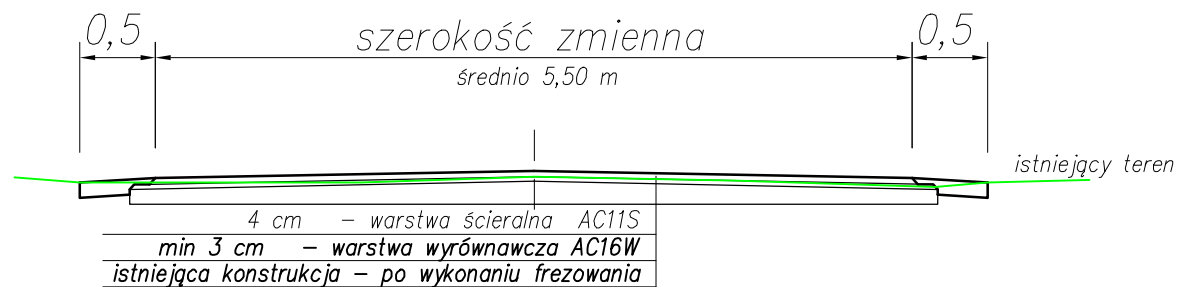 0,5 szerokość zmienna 0,5
średnio 5,50 m
istniejący teren
4 cm – warstwa ścieralna AC11S
min 3 cm – warstwa wyrównawcza AC16W
istniejąca konstrukcja – po wykonaniu frezowania